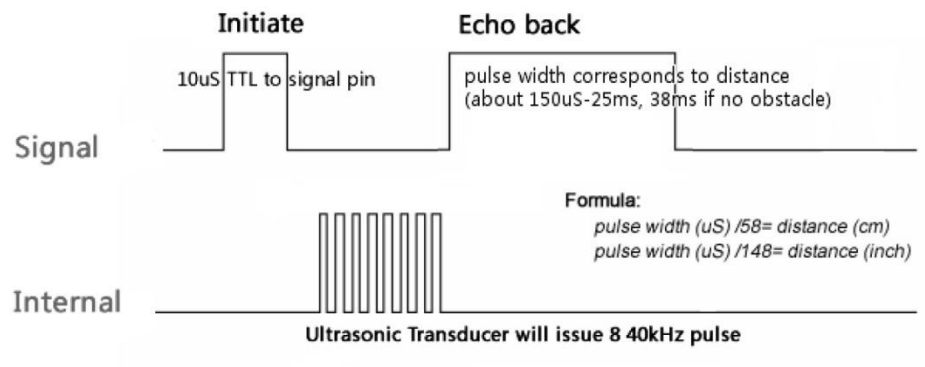 Initiate
Echo back
10uS TTL to signal pin
pulse width corresponds to distance
(about 150uS-25ms, 38ms if no obstacle)
Signal
Formula:
pulse width (uS) /58= distance (cm)
pulse width (uS) /148= distance (inch)
Internal
Ultrasonic Transducer will issue 8 40kHz pulse